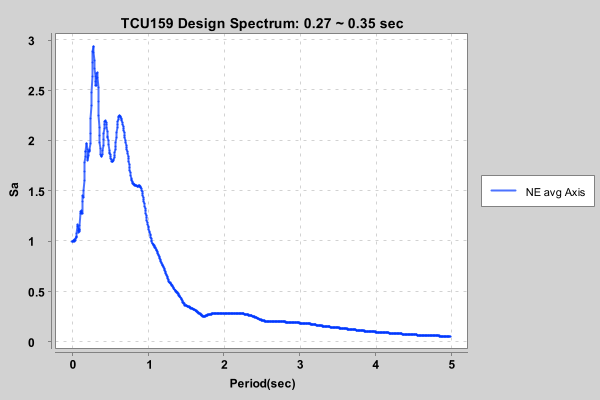 TCU159 Design Spectrum: 0.27 ~ 0.35 sec
3
2.5
2
1.5
1
0.5
0
Sa
NE avg Axis
0 1 2 3 4 5
Period(sec)